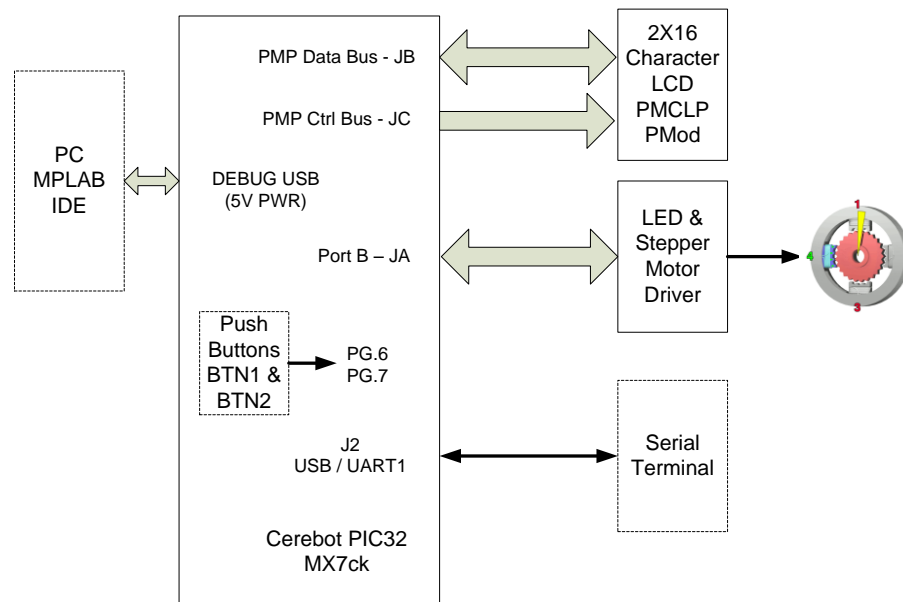 PC
MPLAB
IDE
PMP Data Bus - JB
PMP Ctrl Bus - JC
DEBUG USB
(5V PWR)
Port B – JA
Push
Buttons
BTN1 &
BTN2
PG.6
PG.7
J2
USB / UART1
Cerebot PIC32
MX7ck
2X16
Character
LCD
PMCLP
PMod
LED &
Stepper
Motor
Driver
1
4
3
Serial
Terminal